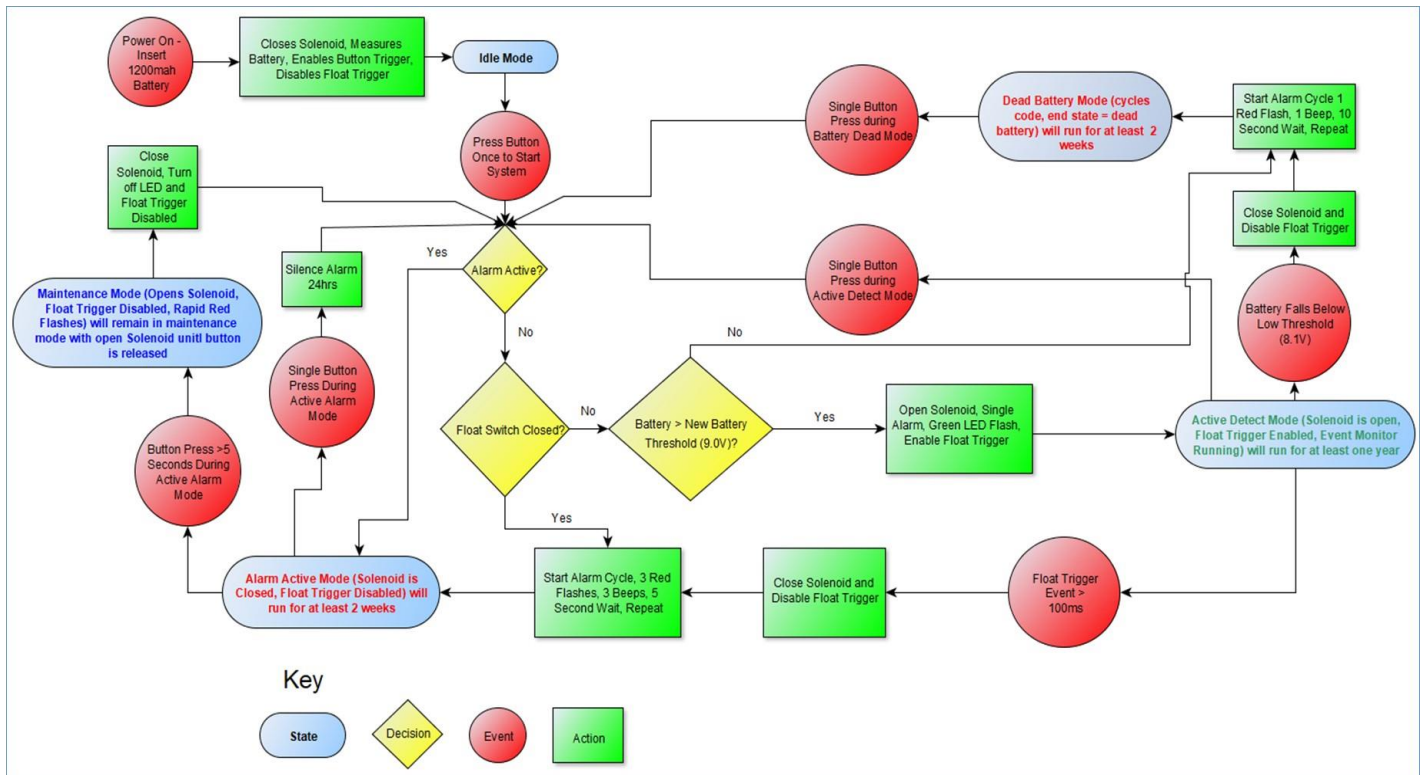 Power On -
Insert
1200mah
Battery
Closes Solenoid, Measures
Battery, Enables Button Trigger,
Disables Float Trigger
Idle Mode
Press Button
Once to Start
System
Single Button
Press during
Battery Dead Mode
Dead Battery Mode (cycles
code, end state = dead
battery) will run for at least 2
weeks
Start Alarm Cycle 1
Red Flash, 1 Beep, 10
Second Wait, Repeat
Close
Solenoid, Turn
off LED and
Float Trigger
Disabled
Close Solenoid and
Disable Float Trigger
Silence Alarm
24hrs
Yes
Alarm Active?
Single Button
Press during
Active Detect Mode
Maintenance Mode (Opens Solenoid,
Float Trigger Disabled, Rapid Red
Flashes) will remain in maintenance
mode with open Solenoid unitl button
is released
Battery Falls Below
Low Threshold
(8.1V)
No
No
Single Button
Press During
Active Alarm
Mode
Float Switch Closed?
No
Battery > New Battery
Threshold (9.0V)?
Yes
Open Solenoid, Single
Alarm, Green LED Flash,
Enable Float Trigger
Active Detect Mode (Solenoid is open,
Float Trigger Enabled, Event Monitor
Running) will run for at least one year
Button Press >5
Seconds During
Active Alarm
Mode
Yes
Alarm Active Mode (Solenoid is
Closed, Float Trigger Disabled) will
run for at least 2 weeks
Start Alarm Cycle, 3 Red
Flashes, 3 Beeps, 5
Second Wait, Repeat
Close Solenoid and
Disable Float Trigger
Float Trigger
Event >
100ms
Key
State
Decision
Event
Action